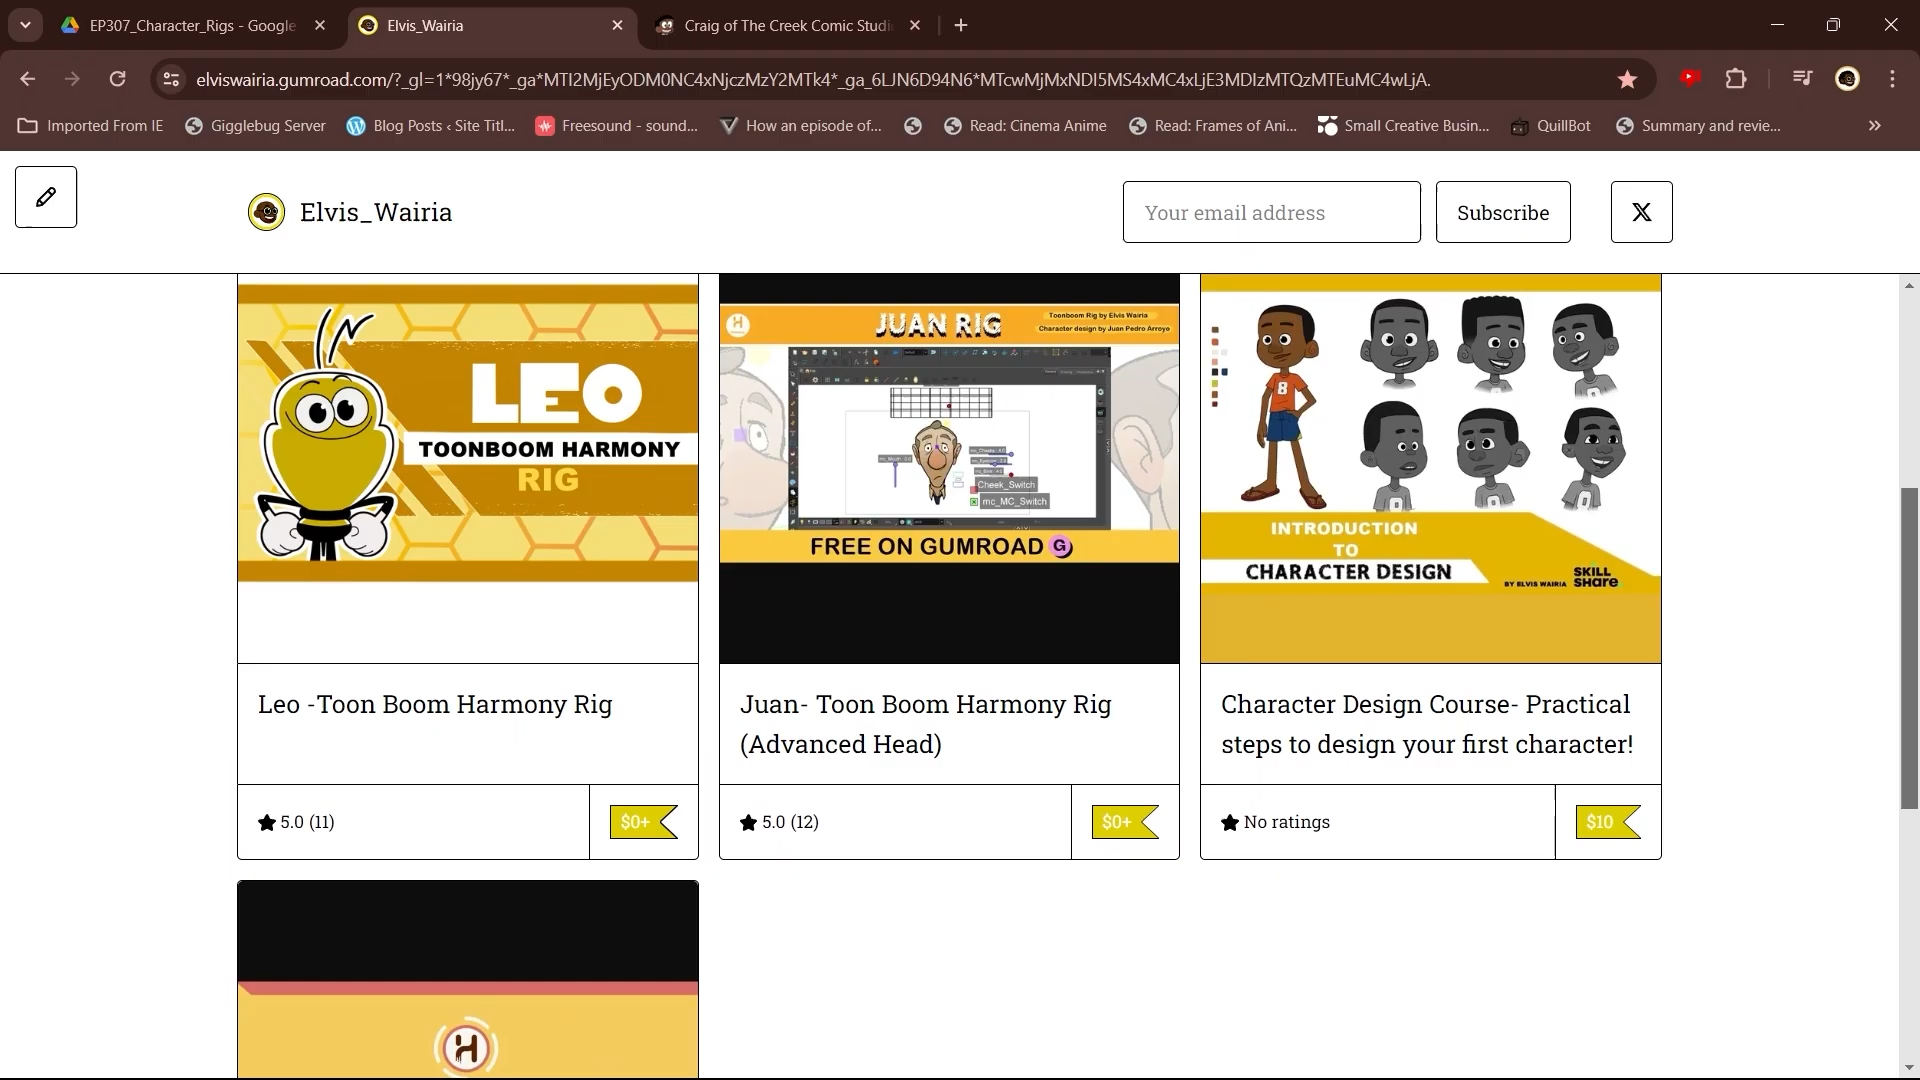 EP307_Character_Rigs - Google
Elvis_Wairia
Craig of The Creek Comic Studi
elviswairia.gumroad.com/?_gl=1*98jy67*_ga*MTI2MjEyODM0NC4xNjczMzY2MTk4*_ga_6LJN6D94N6*MTcwMjMxNDI5MS4xMC4xLjE3MDIzMTQzMTEuMC4wLjA.
Imported From IE
Gigglebug Server
Blog Posts ‹ Site Titl...
Freesound - sound...
How an episode of...
Read: Cinema Anime
Read: Frames of Ani...
Small Creative Busin...
QuillBot
Summary and revie...
Elvis_Wairia
Your email address
Subscribe
X
LEO
TOONBOOM HARMONY
RIG
JUAN RIG
Toonboom Rig by Elvis Wairia
Character design by Juan Pedro Arroyo
Cheek_Switch
mc_MC_Switch
FREE ON GUMROAD G
INTRODUCTION
TO
CHARACTER DESIGN
BY ELVIS WAIRIA
SKILL
SHare
Leo -Toon Boom Harmony Rig
Juan- Toon Boom Harmony Rig
(Advanced Head)
Character Design Course- Practical
steps to design your first character!
5.0 (11)
$0+
5.0 (12)
$0+
No ratings
$10
H